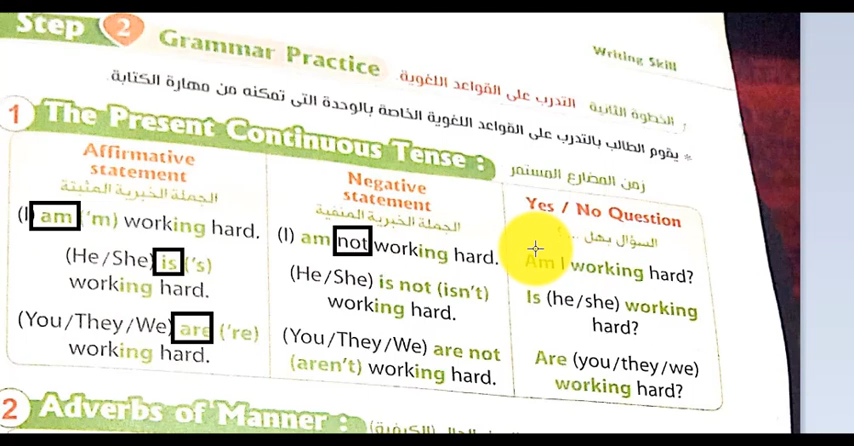 Step 2 Grammar Practice الخطوة الثانية التدرب على القواعد اللغوية
Writing Skill
* يقوم الطالب بالتدرب على القواعد اللغوية الخاصة بالوحدة التى تمكنه من مهارة الكتابة
1 The Present Continuous Tense : زمن المضارع المستمر
Affirmative
statement
الجملة الخبرية المثبتة
(I) am ('m) working hard.
(He/She) is ('s)
working hard.
(You/They/We) are ('re)
working hard.
Negative
statement
الجملة الخبرية المنفية
(I) am not working hard.
(He/She) is not (isn't)
working hard.
(You/They/We) are not
(aren't) working hard.
Yes / No Question
السؤال بهل
Am I working hard?
Is (he/she) working
hard?
Are (you/they/we)
working hard?
2 Adverbs of Manner :